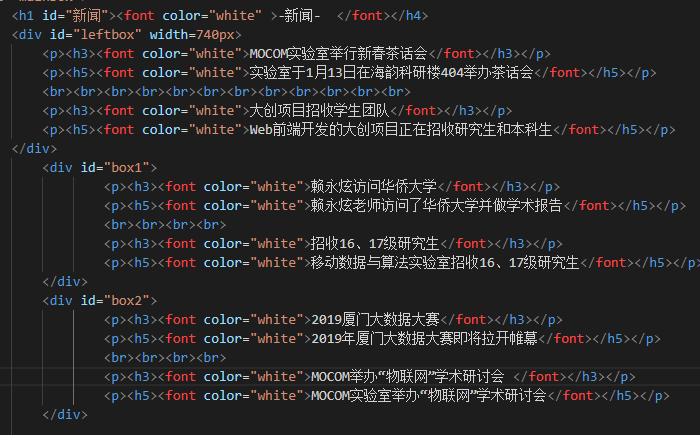 <h1 id="新闻"><font color="white" >-新闻-  </font></h4>
<div id="leftbox" width=740px>
<p><h3><font color="white">MOCOM实验室举行新春茶话会</font></h3></p>
<p><h5><font color="white">实验室于1月13日在海韵科研楼404举办茶话会</font></h5></p>
<br><br><br><br><br><br><br><br><br><br><br>
<p><h3><font color="white">大创项目招收学生团队</font></h3></p>
<p><h5><font color="white">Web前端开发的大创项目正在招收研究生和本科生</font></h5></p>
</div>
<div id="box1">
<p><h3><font color="white">赖永炫访问华侨大学</font></h3></p>
<p><h5><font color="white">赖永炫老师访问了华侨大学并做学术报告</font></h5></p>
<br><br><br><br>
<p><h3><font color="white">招收16、17级研究生</font></h3></p>
<p><h5><font color="white">移动数据与算法实验室招收16、17级研究生</font></h5></p>
</div>
<div id="box2">
<p><h3><font color="white">2019厦门大数据大赛</font></h3></p>
<p><h5><font color="white">2019年厦门大数据大赛即将拉开帷幕</font></h5></p>
<br><br><br><br>
<p><h3><font color="white">MOCOM举办“物联网”学术研讨会 </font></h3></p>
<p><h5><font color="white">MOCOM实验室举办“物联网”学术研讨会</font></h5></p>
</div>